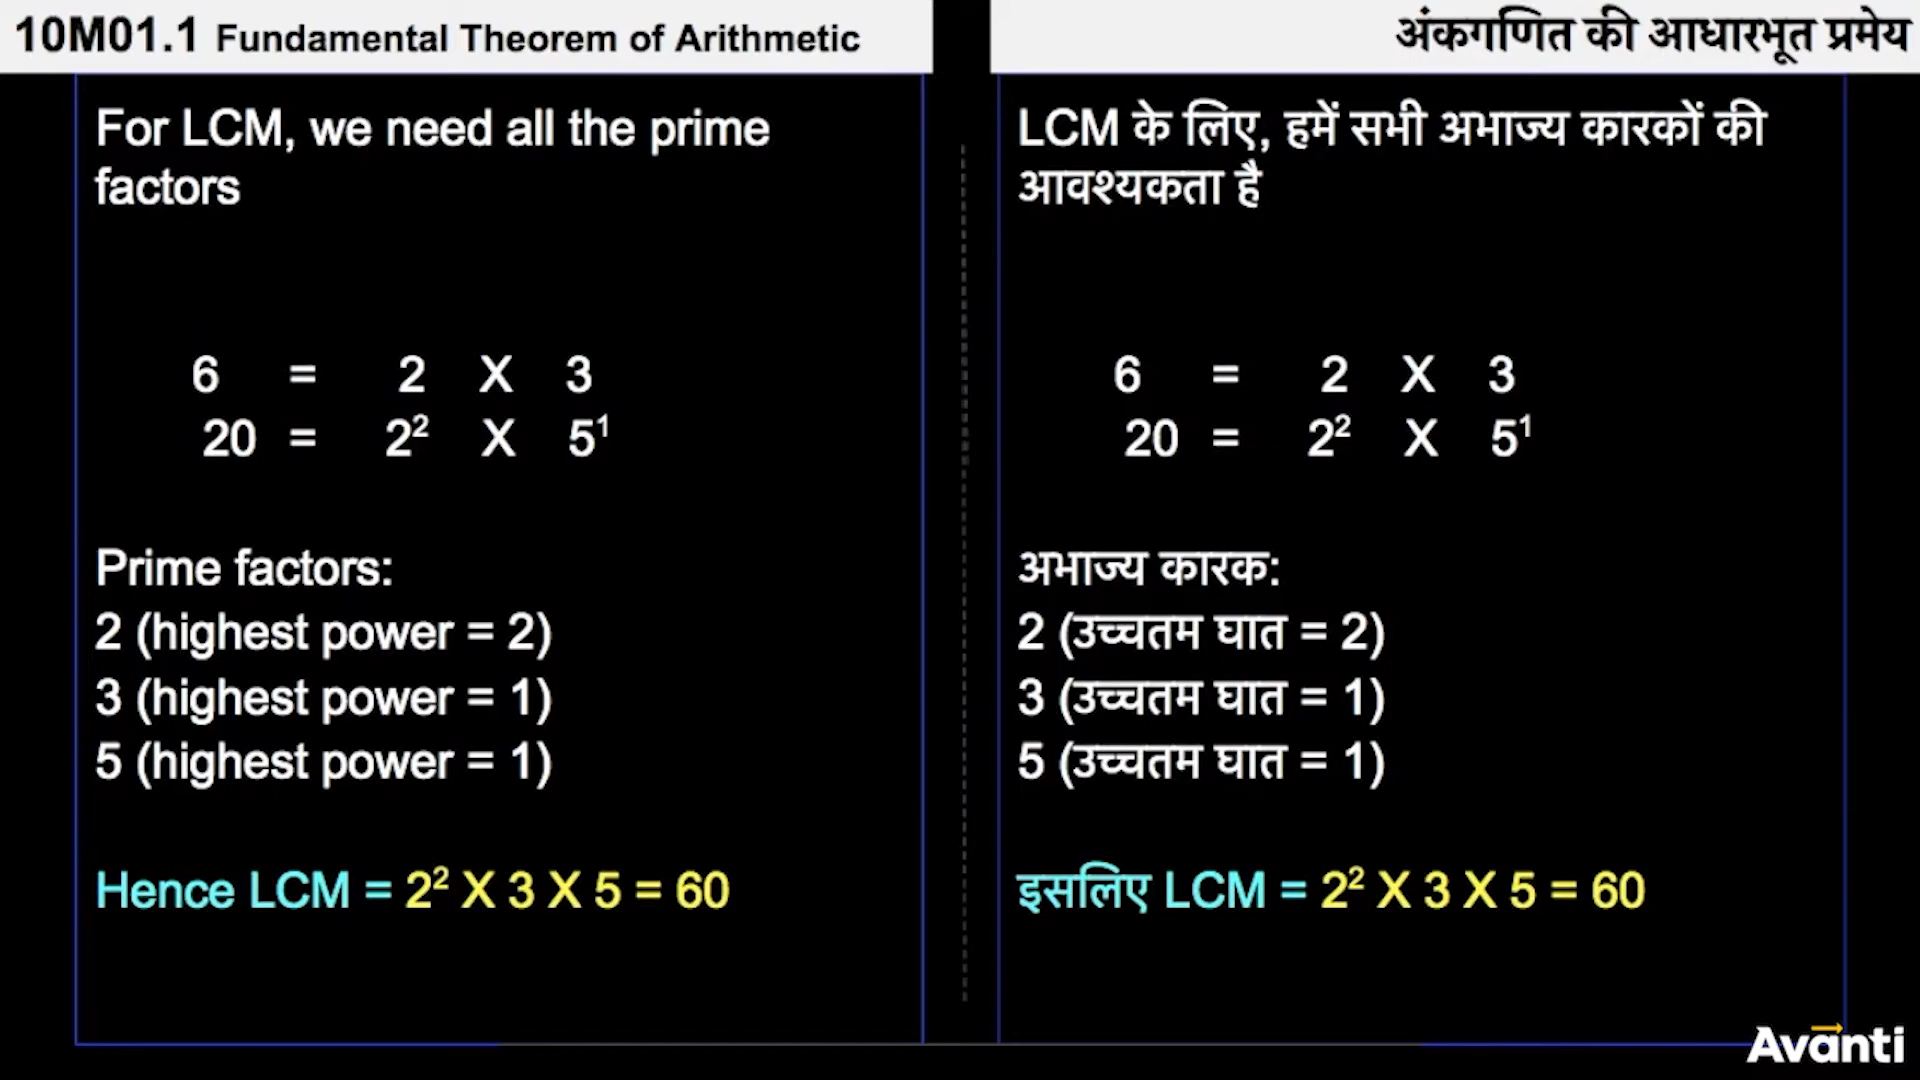 10M01.1 Fundamental Theorem of Arithmetic
For LCM, we need all the prime
factors
6 = 2 X 3
20 = 2² X 5¹
Prime factors:
2 (highest power = 2)
3 (highest power = 1)
5 (highest power = 1)
Hence LCM = 2² X 3 X 5 = 60
अंकगणित की आधारभूत प्रमेय
LCM के लिए, हमें सभी अभाज्य कारकों की
आवश्यकता है
6 = 2 X 3
20 = 2² X 5¹
अभाज्य कारक:
2 (उच्चतम घात = 2)
3 (उच्चतम घात = 1)
5 (उच्चतम घात = 1)
इसलिए LCM = 2² X 3 X 5 = 60
Avanti